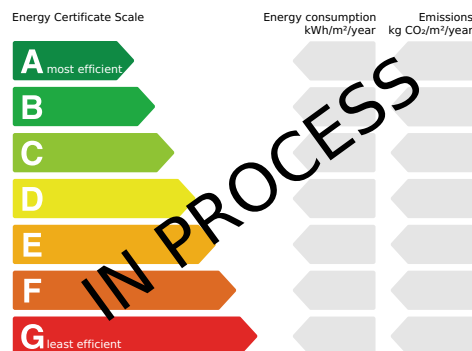 Energy Certificate Scale
Energy consumption
kWh/m²/year
Emissions
kg CO₂/m²/year
A most efficient
B
C
D
E
F
G least efficient
IN PROCESS